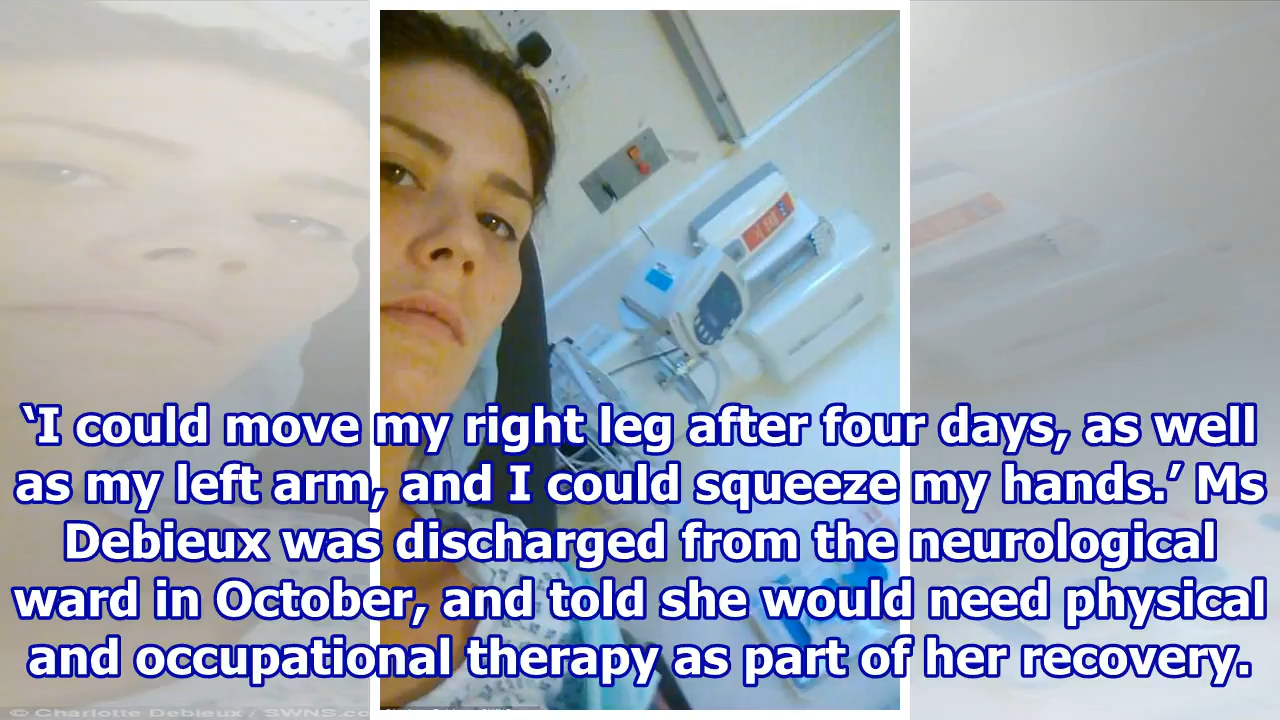 ‘I could move my right leg after four days, as well
as my left arm, and I could squeeze my hands.’ Ms
Debieux was discharged from the neurological
ward in October, and told she would need physical
and occupational therapy as part of her recovery.
© Charlotte Debieux / SWNS.co